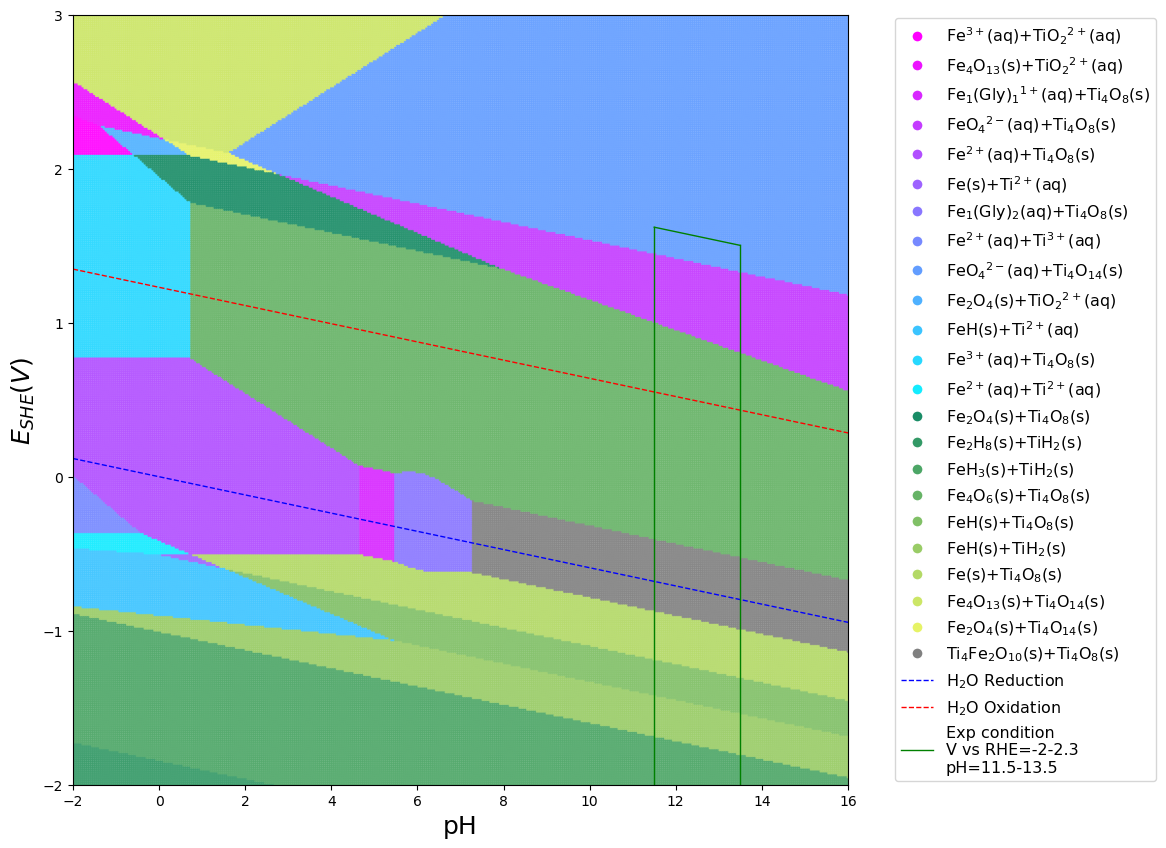 3
2
1
0
−1
−2
−2
0
2
4
6
8
10
12
14
16
E_{SHE}(V)
pH
Fe³⁺(aq)+TiO₂²⁺(aq)
Fe₄O₁₃(s)+TiO₂²⁺(aq)
Fe₁(Gly)₁¹⁺(aq)+Ti₄O₈(s)
FeO₄²⁻(aq)+Ti₄O₈(s)
Fe²⁺(aq)+Ti₄O₈(s)
Fe(s)+Ti²⁺(aq)
Fe₁(Gly)₂(aq)+Ti₄O₈(s)
Fe²⁺(aq)+Ti³⁺(aq)
FeO₄²⁻(aq)+Ti₄O₁₄(s)
Fe₂O₄(s)+TiO₂²⁺(aq)
FeH(s)+Ti²⁺(aq)
Fe³⁺(aq)+Ti₄O₈(s)
Fe²⁺(aq)+Ti²⁺(aq)
Fe₂O₄(s)+Ti₄O₈(s)
Fe₂H₈(s)+TiH₂(s)
FeH₃(s)+TiH₂(s)
Fe₄O₆(s)+Ti₄O₈(s)
FeH(s)+Ti₄O₈(s)
FeH(s)+TiH₂(s)
Fe(s)+Ti₄O₈(s)
Fe₄O₁₃(s)+Ti₄O₁₄(s)
Fe₂O₄(s)+Ti₄O₁₄(s)
Ti₄Fe₂O₁₀(s)+Ti₄O₈(s)
H₂O Reduction
H₂O Oxidation
Exp condition
V vs RHE=-2-2.3
pH=11.5-13.5